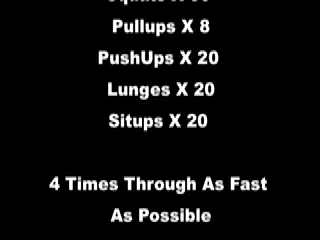 Pullups X 8
PushUps X 20
Lunges X 20
Situps X 20
4 Times Through As Fast
As Possible